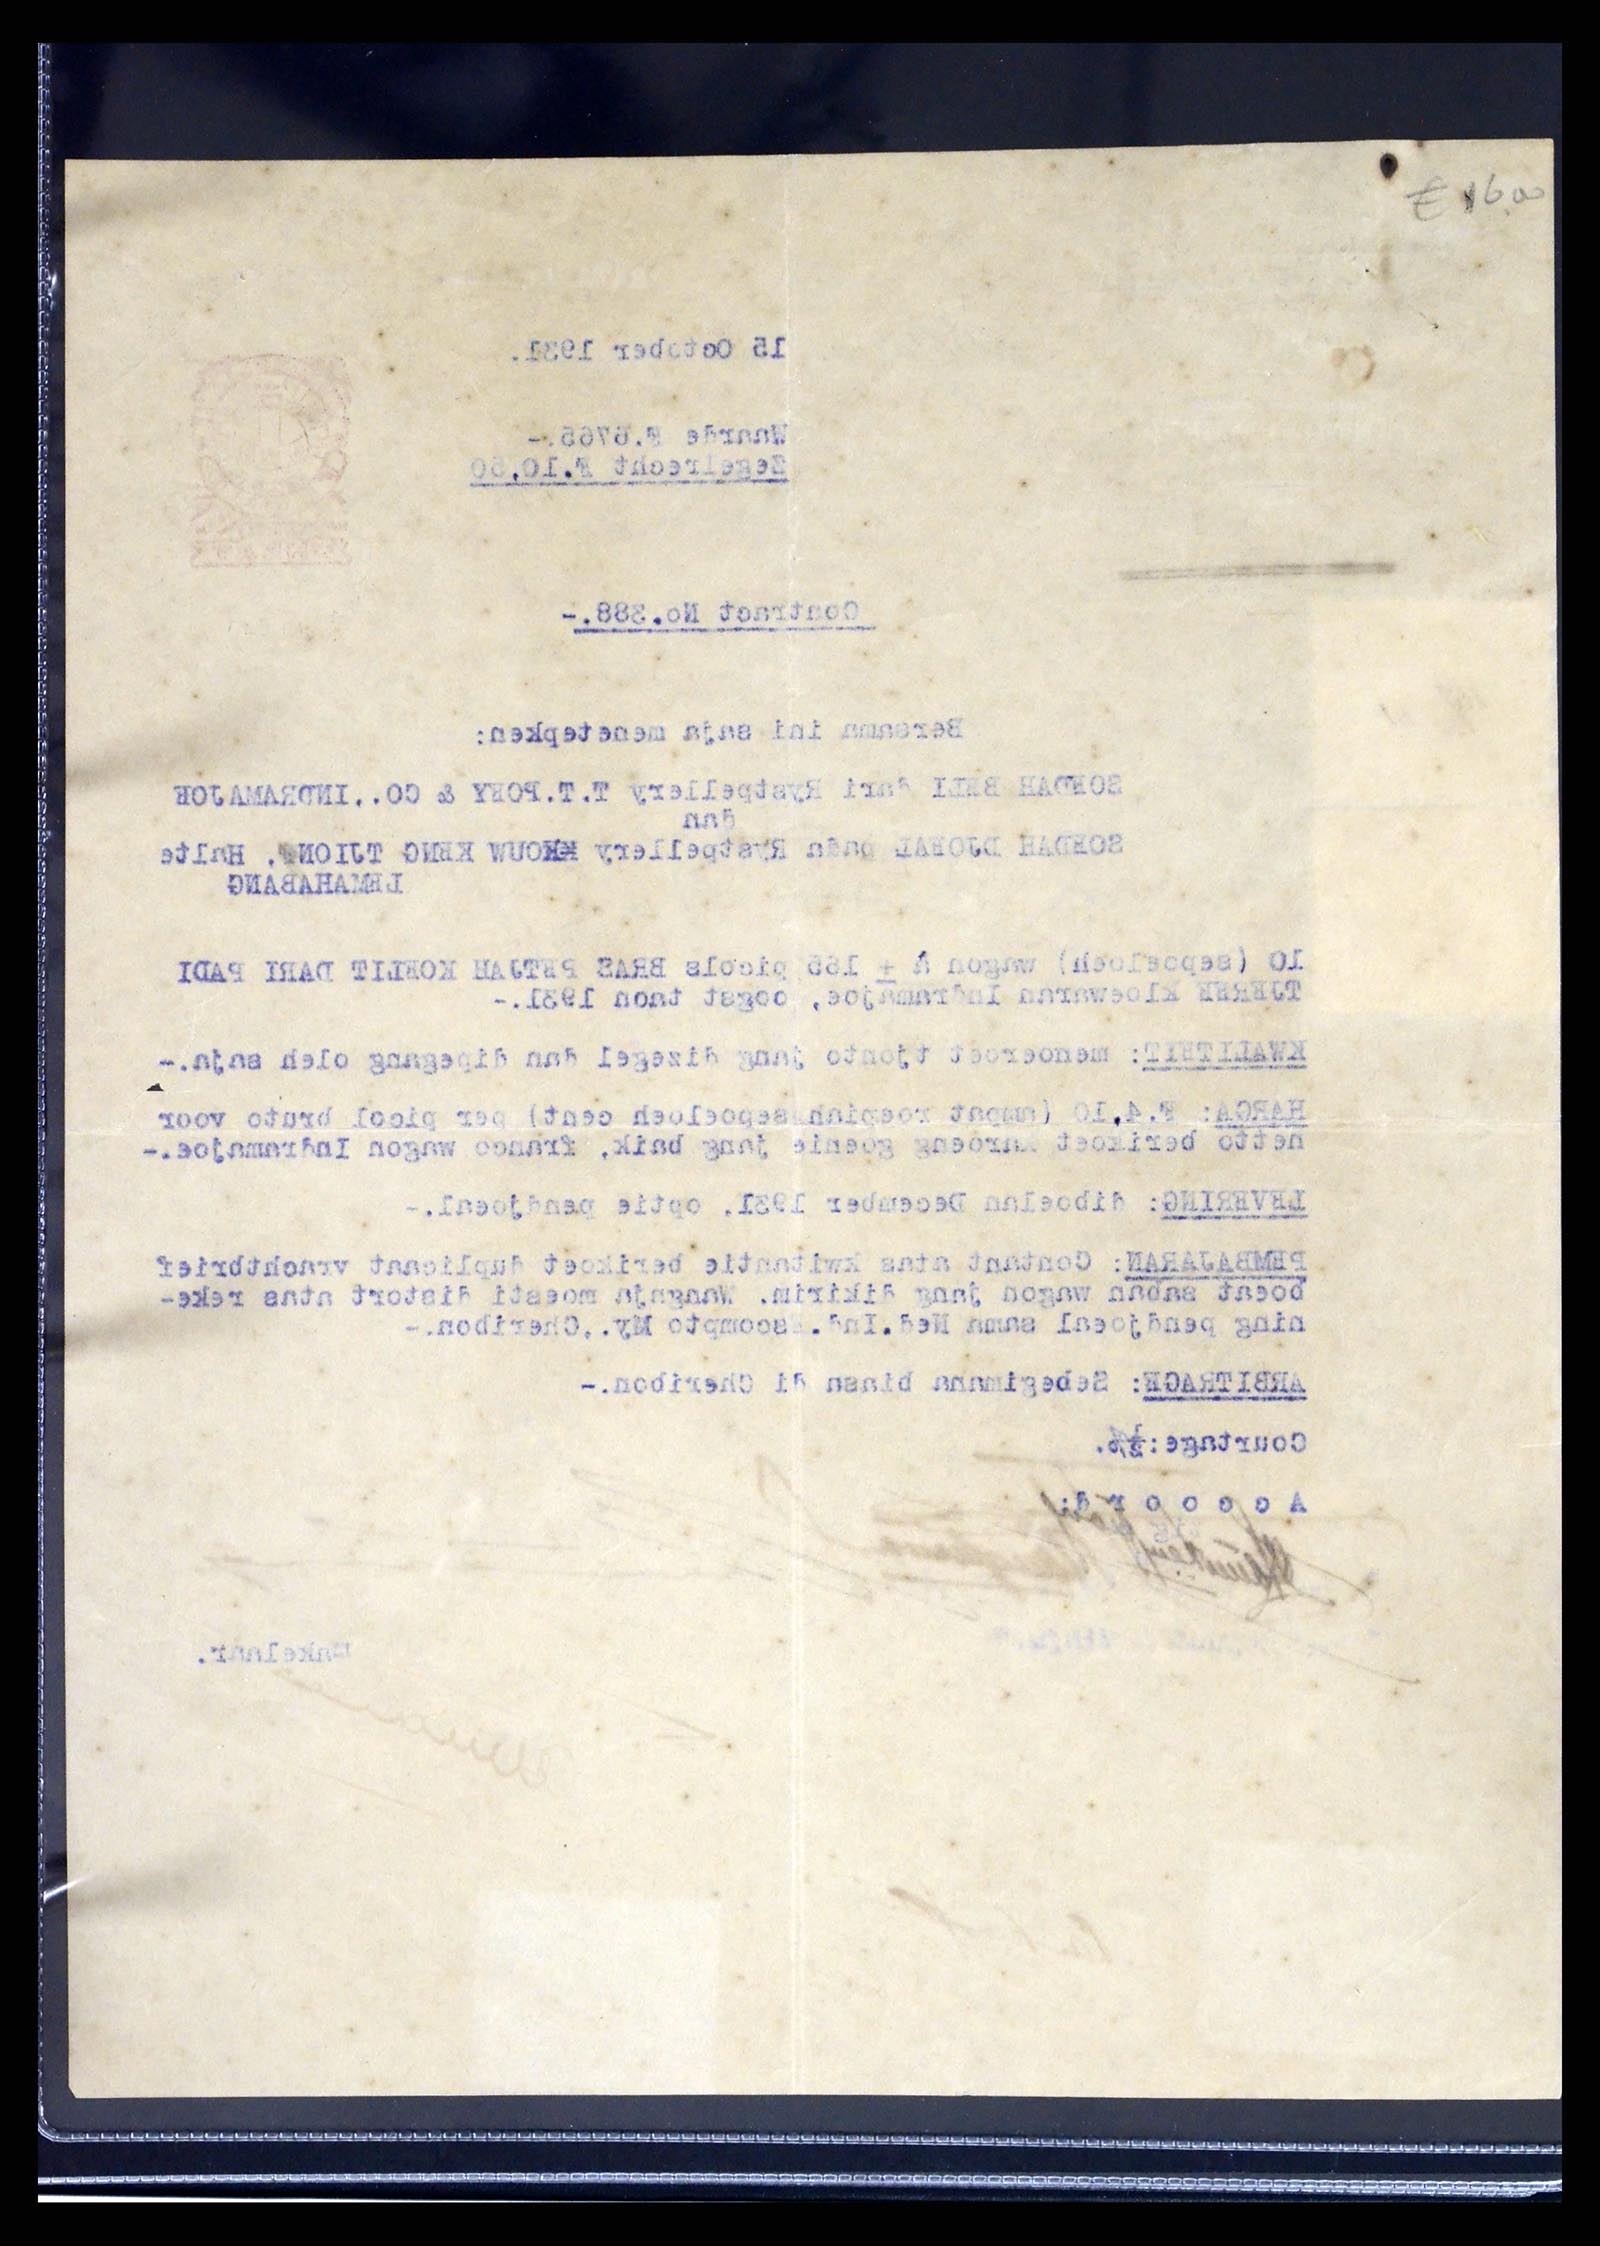 € 16.00
15 October 1931.
Waarde F.6765.-
Zegelrecht F.10,50
Contract No.388.-
Bersama ini saja menetepken:
SOEDAH BELI dari Rystpellery T.T.POEY & CO., INDRAMAJOE
dan
SOEDAH DJOEAL pada Rystpellery KHOUW KENG TJIONG, Halte
LEMAHABANG
10 (sepoeloeh) wagon à ± 165 picols BRAS PETJAH KOELIT DARI PADI
TJEREE kloewaran Indramajoe, oogst taon 1931.-
KWALITEIT: menoeroet tjonto jang dizegel dan dipegang oleh saja.-
HARGA: F.4,10 (ampat roepiah sepoeloeh cent) per picol bruto voor
netto berikoet karoeng goenie jang baik, franco wagon Indramajoe.-
LEVERING: diboelan December 1931, optie pendjoeal.-
PEMBAJARAN: Contant atas kwitantie berikoet duplicaat vrachtbrief
boeat saban wagon jang dikirim. Wangnja moesti distort atas reke-
ning pendjoeal sama Ned.Ind.Escompto My.,Cheribon.-
ARBITRAGE: Sebegimana biasa di Cheribon.-
Courtage: ½%.
A c c o o r d:
Makelaar.